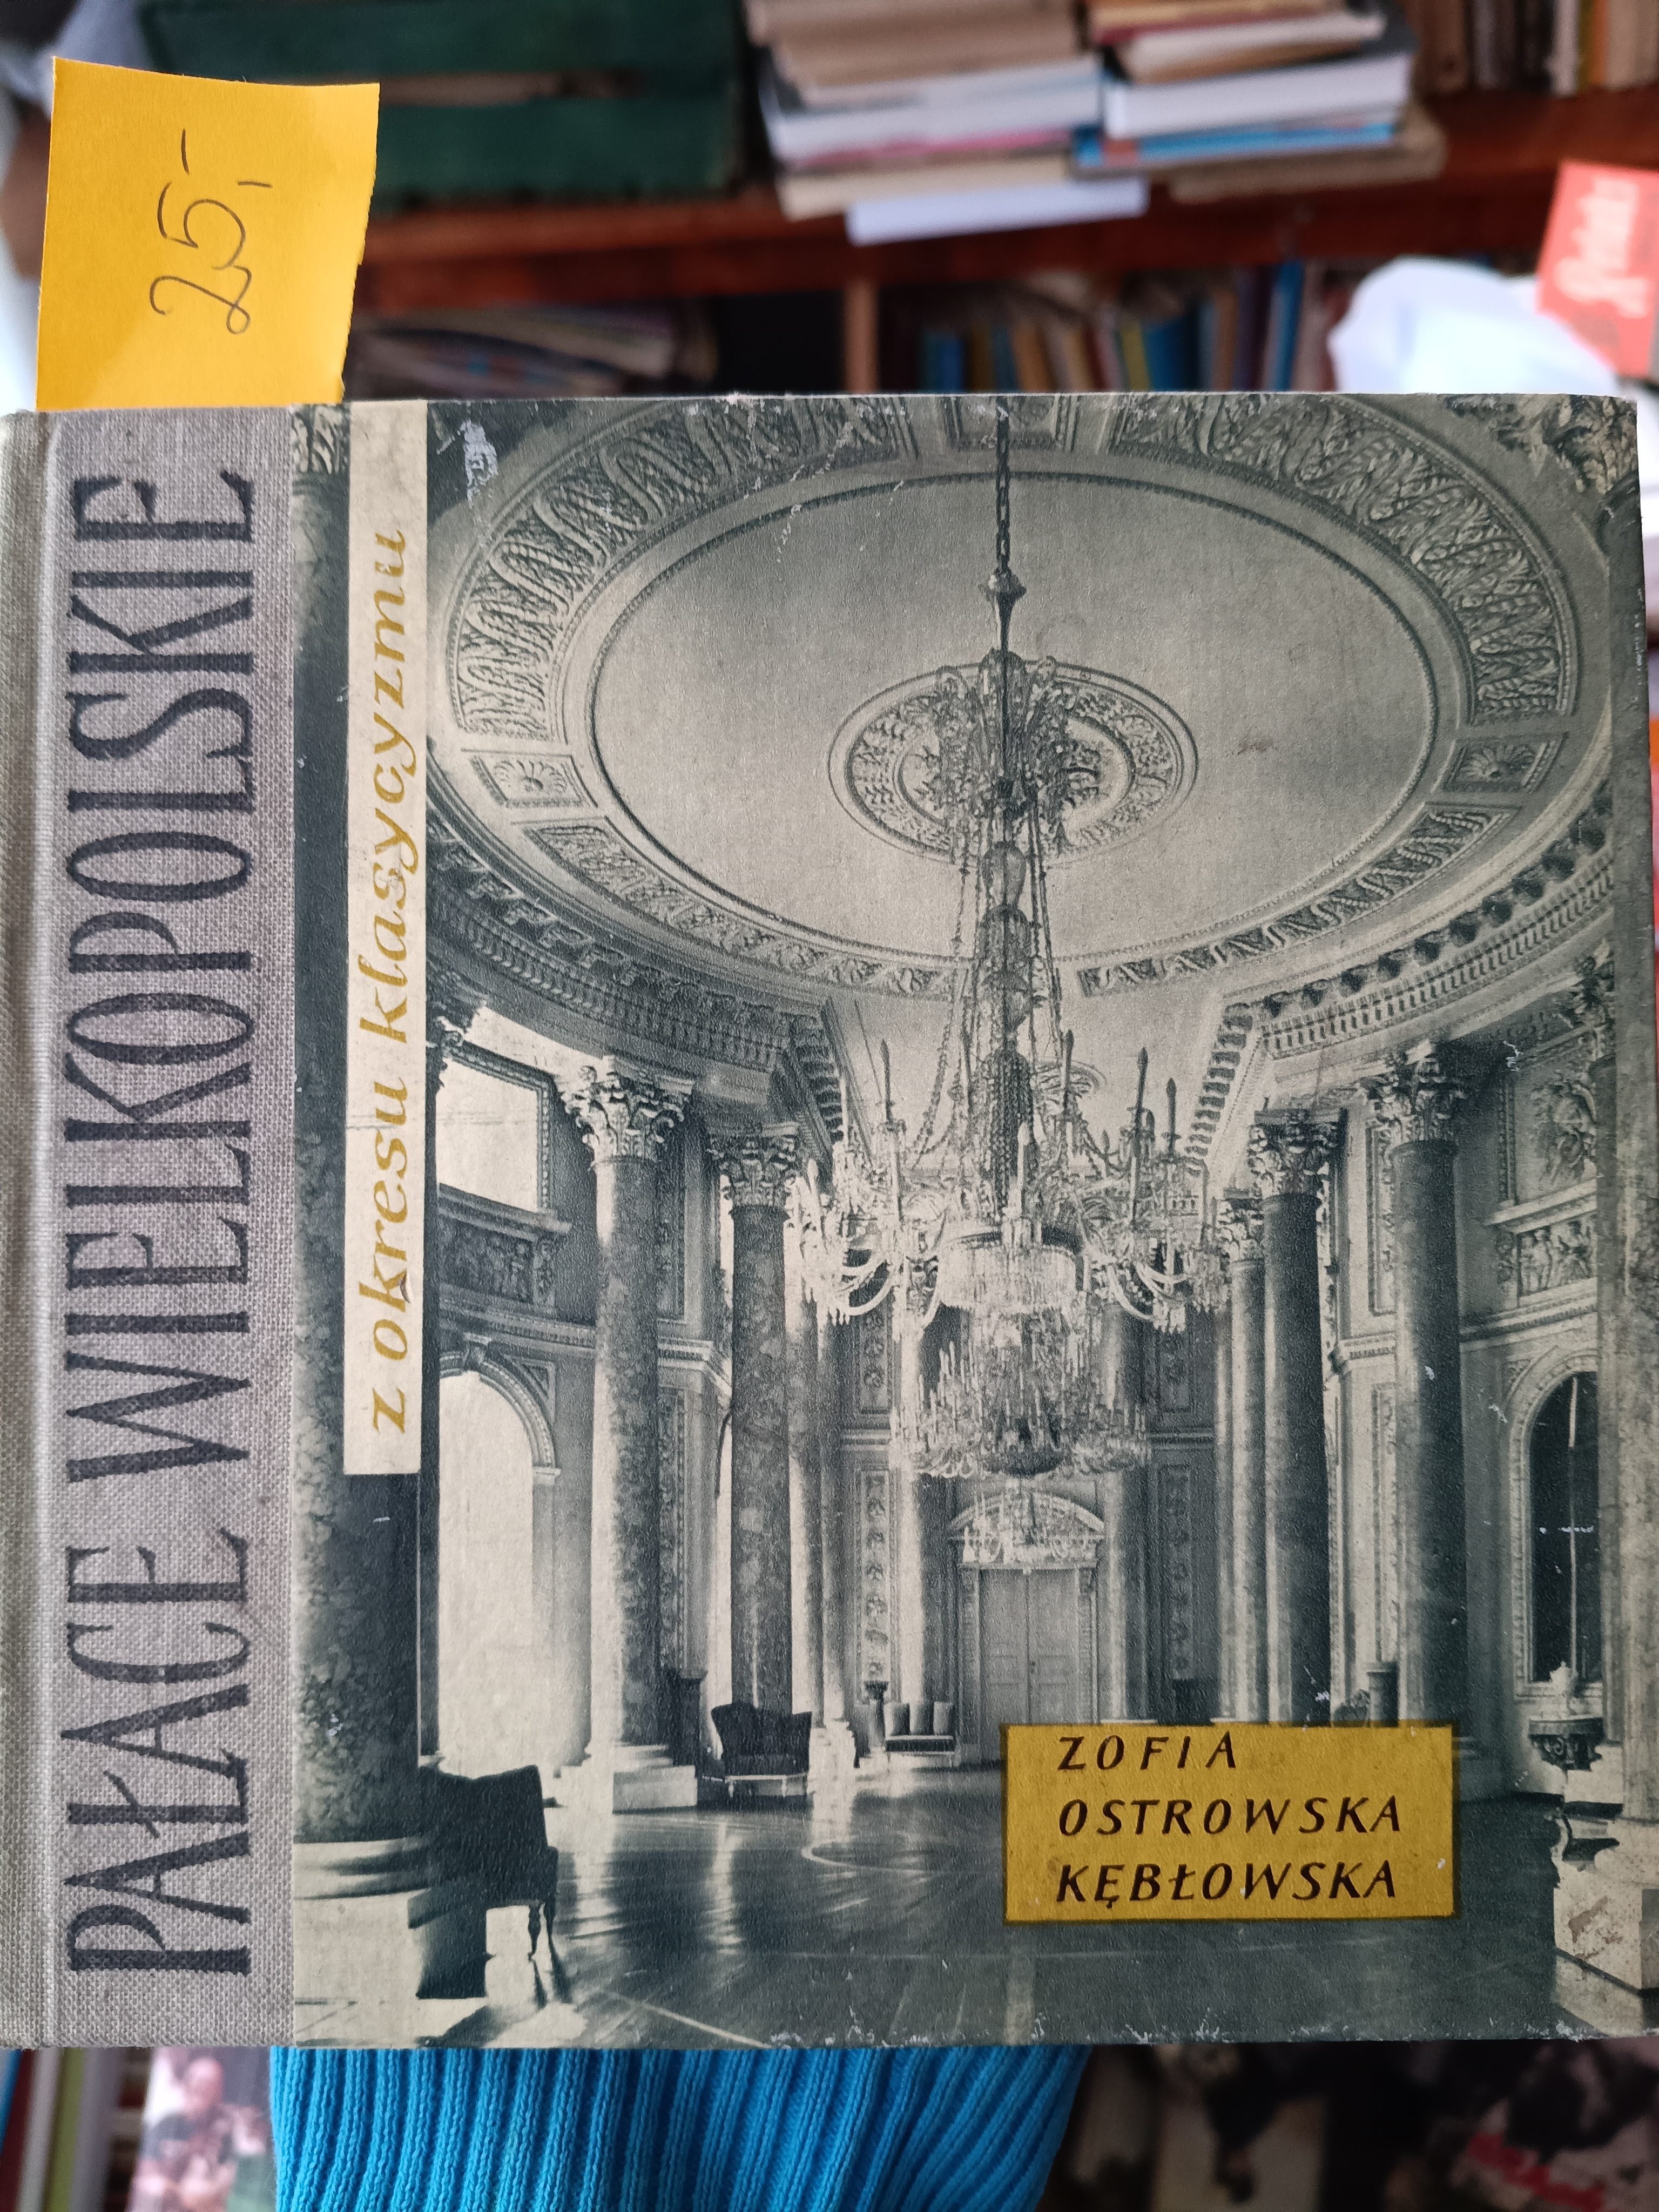 25,-
PAŁACE WIELKOPOLSKIE
z okresu klasycyzmu
ZOFIA
OSTROWSKA
KĘBŁOWSKA